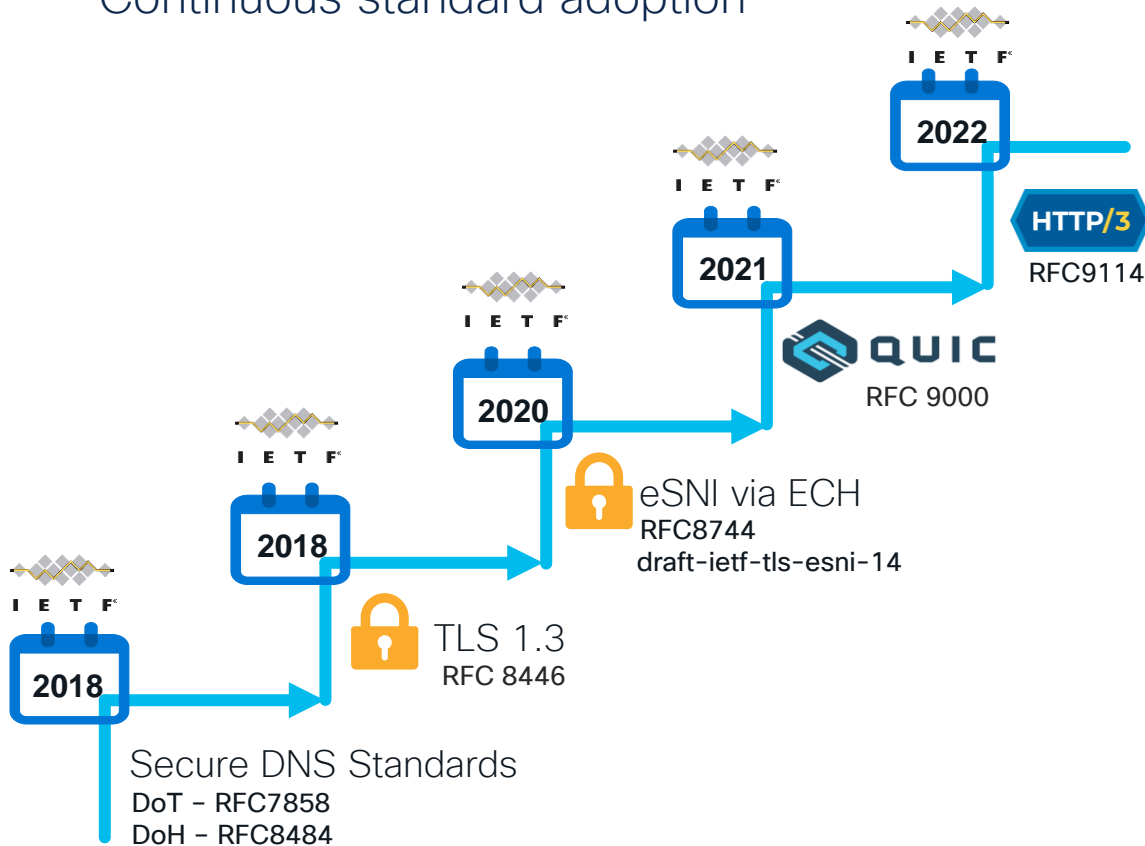 Continuous standard adoption
I E T F
2022
HTTP/3
RFC9114
I E T F
2021
QUIC
RFC 9000
I E T F
2020
eSNI via ECH
RFC8744
draft-ietf-tls-esni-14
I E T F
2018
TLS 1.3
RFC 8446
I E T F
2018
Secure DNS Standards
DoT – RFC7858
DoH – RFC8484